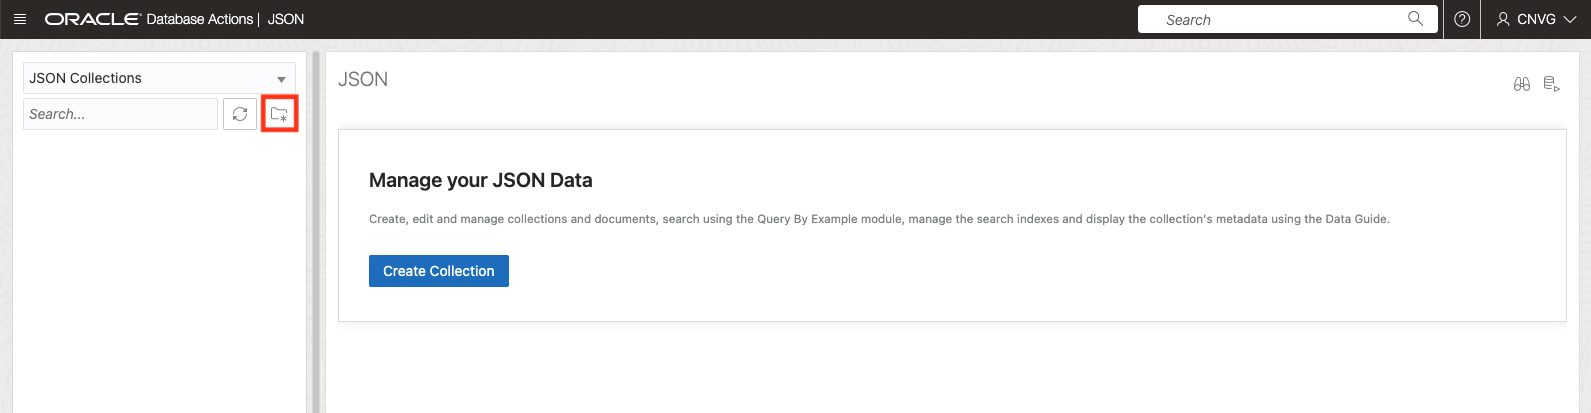 ORACLE Database Actions | JSON
Search
CNVG
JSON Collections
Search...
JSON
Manage your JSON Data
Create, edit and manage collections and documents, search using the Query By Example module, manage the search indexes and display the collection's metadata using the Data Guide.
Create Collection